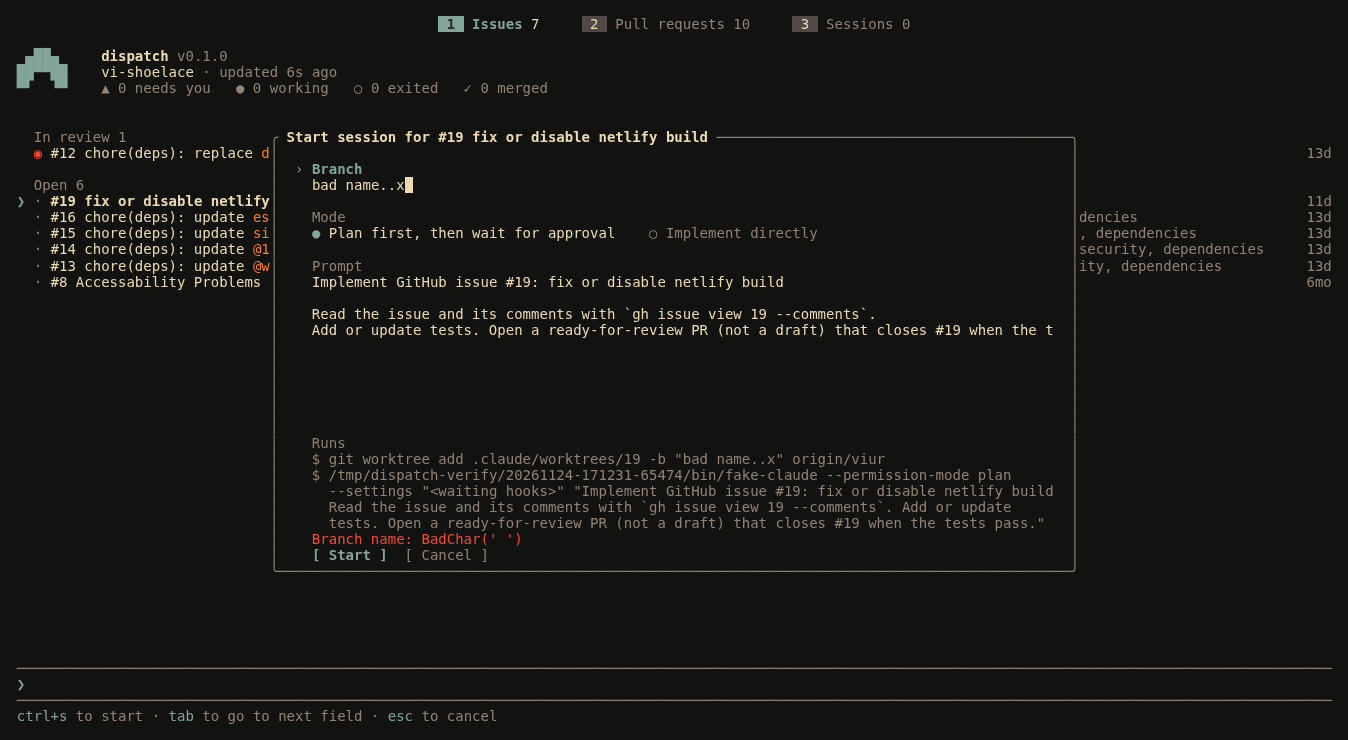 1 Issues 7 2 Pull requests 10 3 Sessions 0
dispatch v0.1.0
vi-shoelace · updated 6s ago
▲ 0 needs you ● 0 working ○ 0 exited ✓ 0 merged
In review 1
◉ #12 chore(deps): replace d 13d
Open 6
❯ · #19 fix or disable netlify 11d
· #16 chore(deps): update es dencies 13d
· #15 chore(deps): update si , dependencies 13d
· #14 chore(deps): update @1 security, dependencies 13d
· #13 chore(deps): update @w ity, dependencies 13d
· #8 Accessability Problems 6mo
Start session for #19 fix or disable netlify build
› Branch
bad name..x
Mode
● Plan first, then wait for approval ○ Implement directly
Prompt
Implement GitHub issue #19: fix or disable netlify build
Read the issue and its comments with `gh issue view 19 --comments`.
Add or update tests. Open a ready-for-review PR (not a draft) that closes #19 when the t
Runs
$ git worktree add .claude/worktrees/19 -b "bad name..x" origin/viur
$ /tmp/dispatch-verify/20261124-171231-65474/bin/fake-claude --permission-mode plan
--settings "<waiting hooks>" "Implement GitHub issue #19: fix or disable netlify build
Read the issue and its comments with `gh issue view 19 --comments`. Add or update
tests. Open a ready-for-review PR (not a draft) that closes #19 when the tests pass."
Branch name: BadChar(' ')
[ Start ] [ Cancel ]
❯
ctrl+s to start · tab to go to next field · esc to cancel